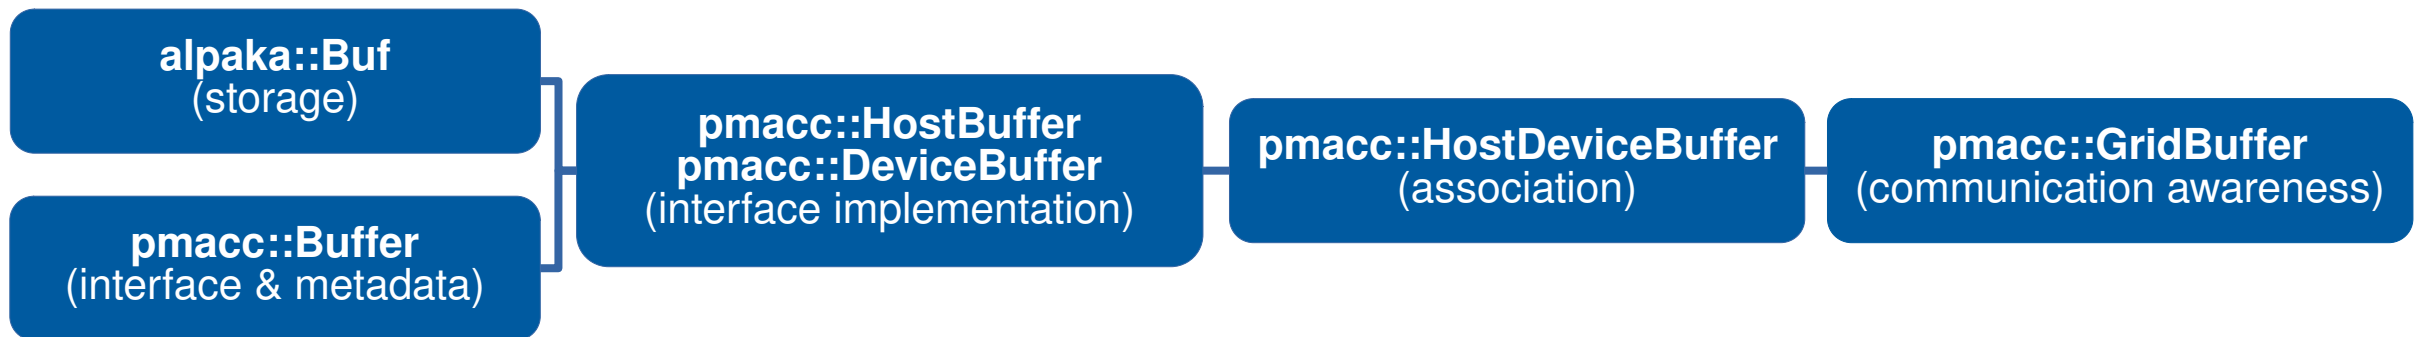 alpaka::Buf
(storage)
pmacc::Buffer
(interface & metadata)
pmacc::HostBuffer
pmacc::DeviceBuffer
(interface implementation)
pmacc::HostDeviceBuffer
(association)
pmacc::GridBuffer
(communication awareness)